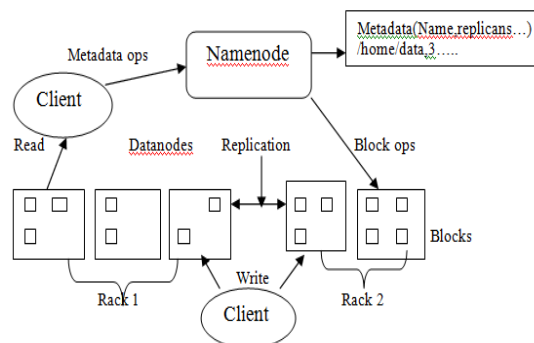 Metadata(Name,replicans...)
/home/data,3.....
Metadata ops
Namenode
Client
Read
Datanodes
Replication
Block ops
Blocks
Rack 1
Write
Rack 2
Client